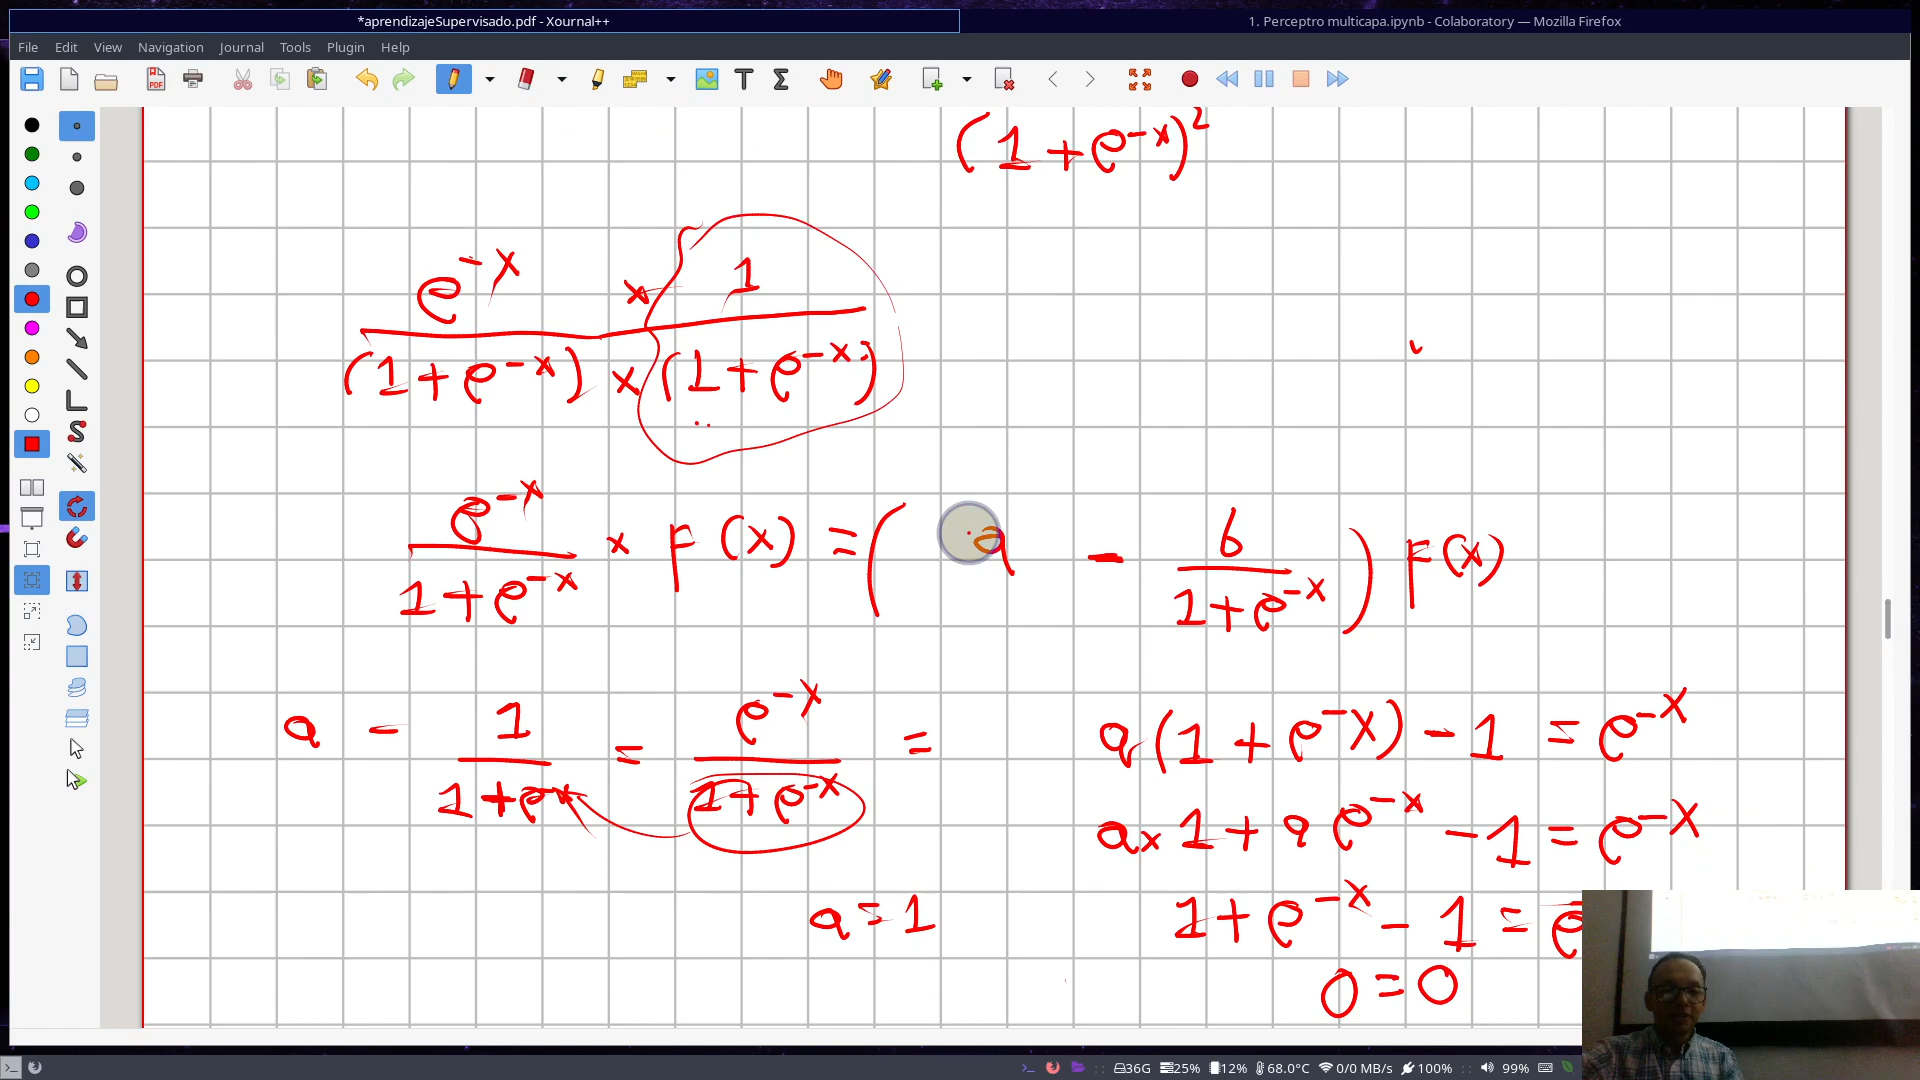 *aprendizajeSupervisado.pdf - Xournal++
1. Perceptro multicapa.ipynb - Colaboratory — Mozilla Firefox
File Edit View Navigation Journal Tools Plugin Help
(1+e^-x)^2
e^-x × 1
(1+e^-x) × (1+e^-x)
e^-x / 1+e^-x × F(x) = ( a - b / 1+e^-x ) F(x)
a - 1 / 1+e^-x = e^-x / 1+e^-x =
a(1+e^-x) - 1 = e^-x
a×1 + a e^-x - 1 = e^-x
a = 1
1+e^-x - 1 = e
0 = 0
36G 25% 12% 68.0°C 0/0 MB/s 100% 99%